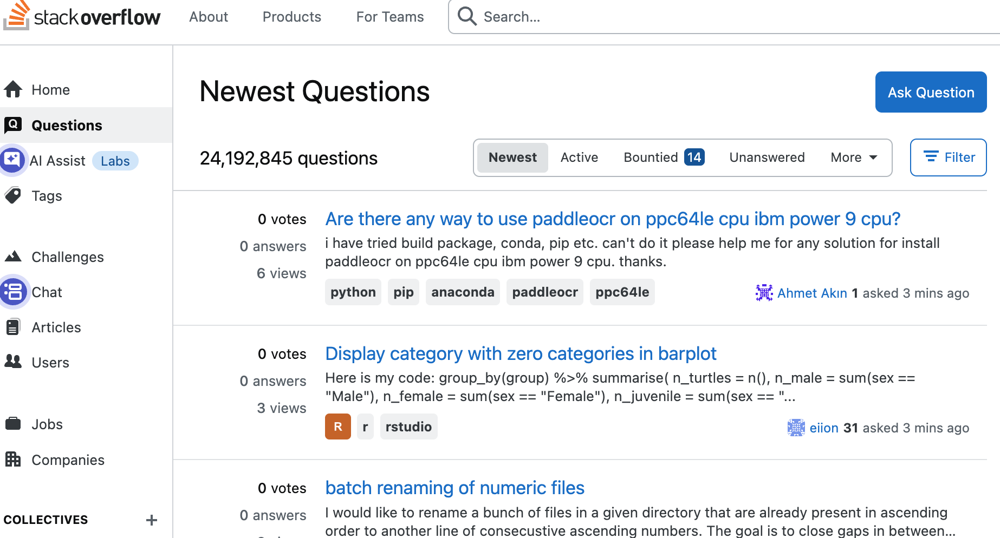 stackoverflow About Products For Teams Search...
Home
Questions
AI Assist Labs
Tags
Challenges
Chat
Articles
Users
Jobs
Companies
COLLECTIVES +
Newest Questions
Ask Question
24,192,845 questions
Newest Active Bountied 14 Unanswered More
Filter
0 votes
0 answers
6 views
Are there any way to use paddleocr on ppc64le cpu ibm power 9 cpu?
i have tried build package, conda, pip etc. can't do it please help me for any solution for install
paddleocr on ppc64le cpu ibm power 9 cpu. thanks.
python pip anaconda paddleocr ppc64le
Ahmet Akın 1 asked 3 mins ago
0 votes
0 answers
3 views
Display category with zero categories in barplot
Here is my code: group_by(group) %>% summarise( n_turtles = n(), n_male = sum(sex ==
"Male"), n_female = sum(sex == "Female"), n_juvenile = sum(sex == "...
R r rstudio
eiion 31 asked 3 mins ago
0 votes
0 answers
batch renaming of numeric files
I would like to rename a bunch of files in a given directory that are already present in ascending
order to another line of consecustive ascending numbers. The goal is to close gaps in between...